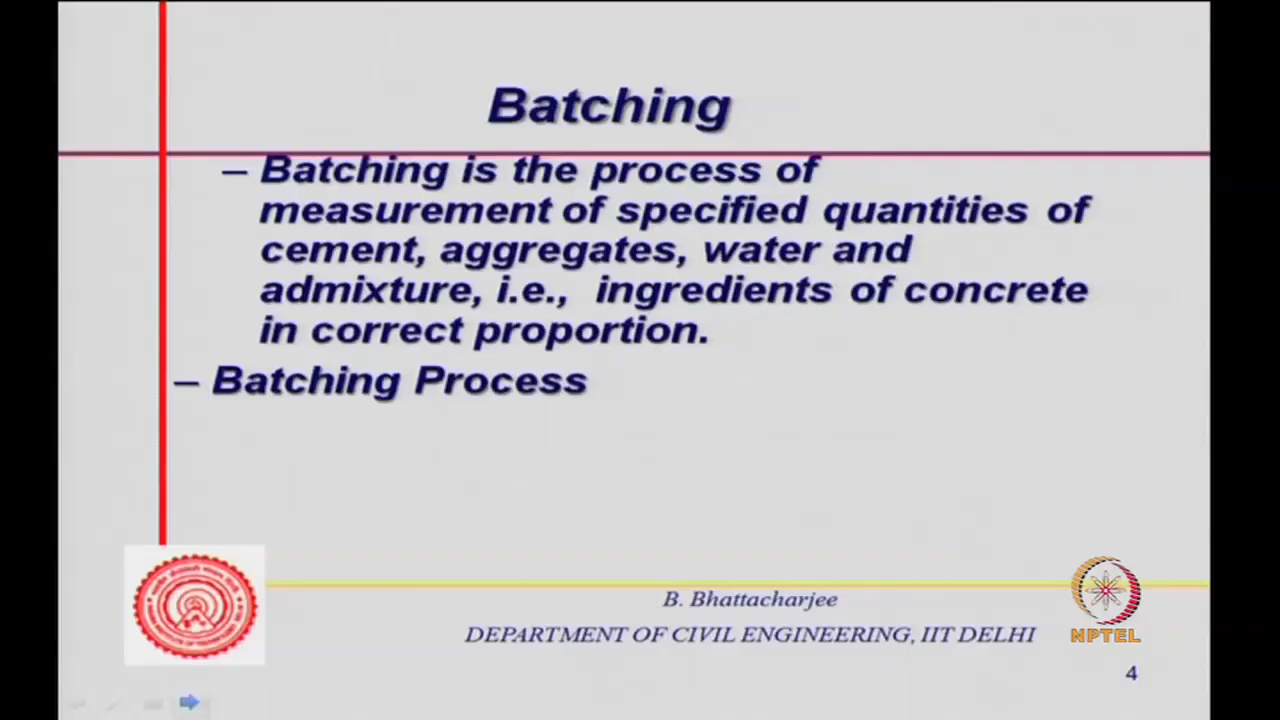 Batching
– Batching is the process of
measurement of specified quantities of
cement, aggregates, water and
admixture, i.e., ingredients of concrete
in correct proportion.
– Batching Process
B. Bhattacharjee
DEPARTMENT OF CIVIL ENGINEERING, IIT DELHI
NPTEL
4